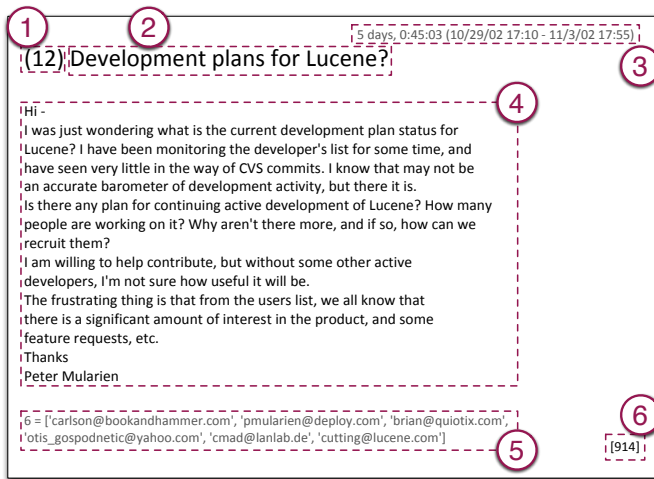 1
2
5 days, 0:45:03 (10/29/02 17:10 - 11/3/02 17:55)
(12) Development plans for Lucene?
3
4
Hi -
I was just wondering what is the current development plan status for
Lucene? I have been monitoring the developer's list for some time, and
have seen very little in the way of CVS commits. I know that may not be
an accurate barometer of development activity, but there it is.
Is there any plan for continuing active development of Lucene? How many
people are working on it? Why aren't there more, and if so, how can we
recruit them?
I am willing to help contribute, but without some other active
developers, I'm not sure how useful it will be.
The frustrating thing is that from the users list, we all know that
there is a significant amount of interest in the product, and some
feature requests, etc.
Thanks
Peter Mularien
6 = ['carlson@bookandhammer.com', 'pmularien@deploy.com', 'brian@quiotix.com',
'otis_gospodnetic@yahoo.com', 'cmad@lanlab.de', 'cutting@lucene.com']
5
6
[914]